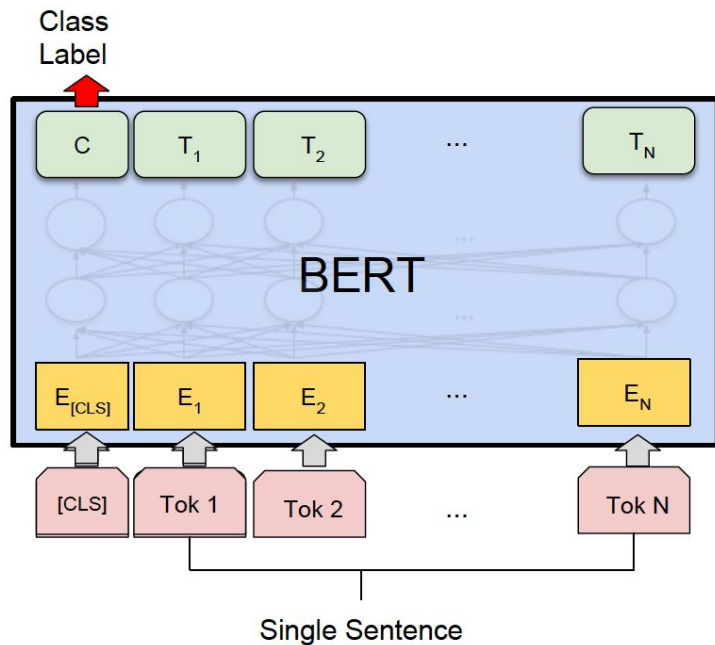 Class
Label
C T1 T2 ... TN
...
BERT
...
E[CLS] E1 E2 ... EN
[CLS] Tok 1 Tok 2 ... Tok N
Single Sentence